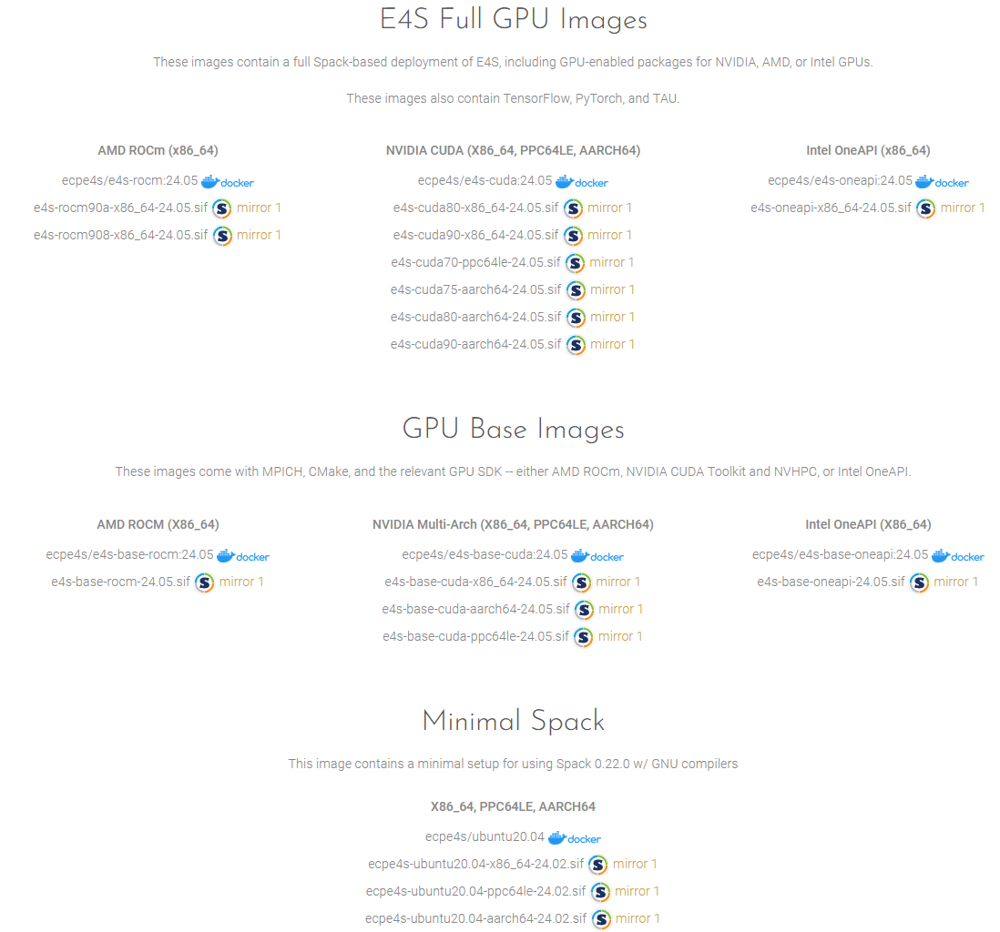 E4S Full GPU Images
These images contain a full Spack-based deployment of E4S, including GPU-enabled packages for NVIDIA, AMD, or Intel GPUs.
These images also contain TensorFlow, PyTorch, and TAU.
AMD ROCm (x86_64)
ecpe4s/e4s-rocm:24.05 docker
e4s-rocm90a-x86_64-24.05.sif S mirror 1
e4s-rocm908-x86_64-24.05.sif S mirror 1
NVIDIA CUDA (X86_64, PPC64LE, AARCH64)
ecpe4s/e4s-cuda:24.05 docker
e4s-cuda80-x86_64-24.05.sif S mirror 1
e4s-cuda90-x86_64-24.05.sif S mirror 1
e4s-cuda70-ppc64le-24.05.sif S mirror 1
e4s-cuda75-aarch64-24.05.sif S mirror 1
e4s-cuda80-aarch64-24.05.sif S mirror 1
e4s-cuda90-aarch64-24.05.sif S mirror 1
Intel OneAPI (x86_64)
ecpe4s/e4s-oneapi:24.05 docker
e4s-oneapi-x86_64-24.05.sif S mirror 1
GPU Base Images
These images come with MPICH, CMake, and the relevant GPU SDK -- either AMD ROCm, NVIDIA CUDA Toolkit and NVHPC, or Intel OneAPI.
AMD ROCM (X86_64)
ecpe4s/e4s-base-rocm:24.05 docker
e4s-base-rocm-24.05.sif S mirror 1
NVIDIA Multi-Arch (X86_64, PPC64LE, AARCH64)
ecpe4s/e4s-base-cuda:24.05 docker
e4s-base-cuda-x86_64-24.05.sif S mirror 1
e4s-base-cuda-aarch64-24.05.sif S mirror 1
e4s-base-cuda-ppc64le-24.05.sif S mirror 1
Intel OneAPI (X86_64)
ecpe4s/e4s-base-oneapi:24.05 docker
e4s-base-oneapi-24.05.sif S mirror 1
Minimal Spack
This image contains a minimal setup for using Spack 0.22.0 w/ GNU compilers
X86_64, PPC64LE, AARCH64
ecpe4s/ubuntu20.04 docker
ecpe4s-ubuntu20.04-x86_64-24.02.sif S mirror 1
ecpe4s-ubuntu20.04-ppc64le-24.02.sif S mirror 1
ecpe4s-ubuntu20.04-aarch64-24.02.sif S mirror 1